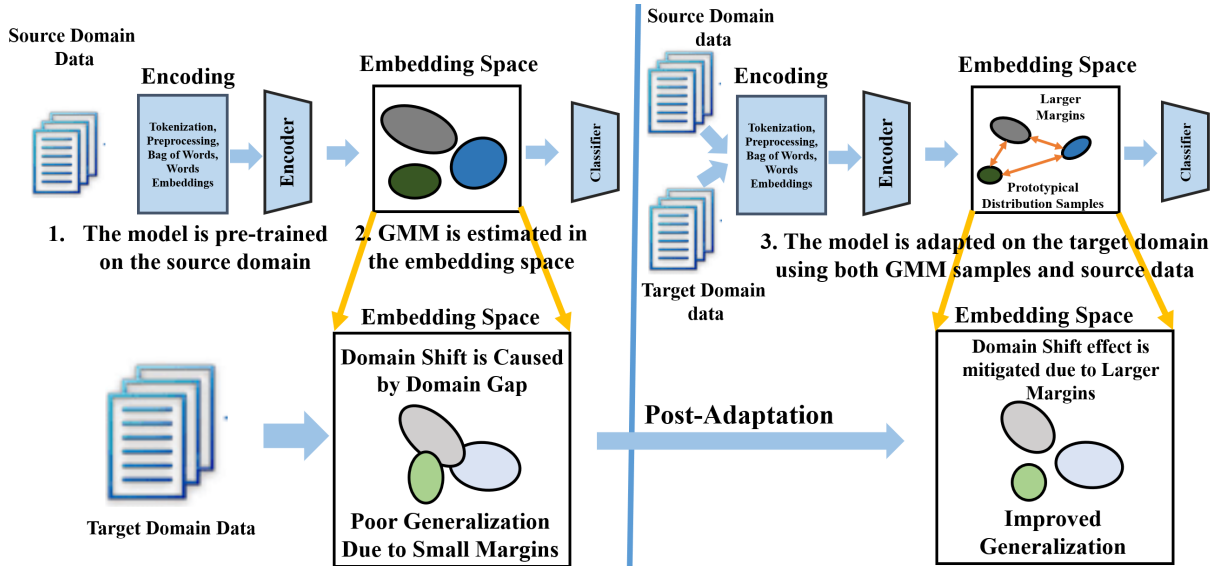 Source Domain
Data
Encoding
Tokenization,
Preprocessing,
Bag of Words,
Words
Embeddings
Encoder
Embedding Space
Classifier
1. The model is pre-trained
on the source domain
2. GMM is estimated in
the embedding space
Embedding Space
Domain Shift is Caused
by Domain Gap
Poor Generalization
Due to Small Margins
Target Domain Data
Source Domain
data
Encoding
Tokenization,
Preprocessing,
Bag of Words,
Words
Embeddings
Encoder
Embedding Space
Larger
Margins
Prototypical
Distribution Samples
Classifier
Target Domain
data
3. The model is adapted on the target domain
using both GMM samples and source data
Post-Adaptation
Embedding Space
Domain Shift effect is
mitigated due to Larger
Margins
Improved
Generalization